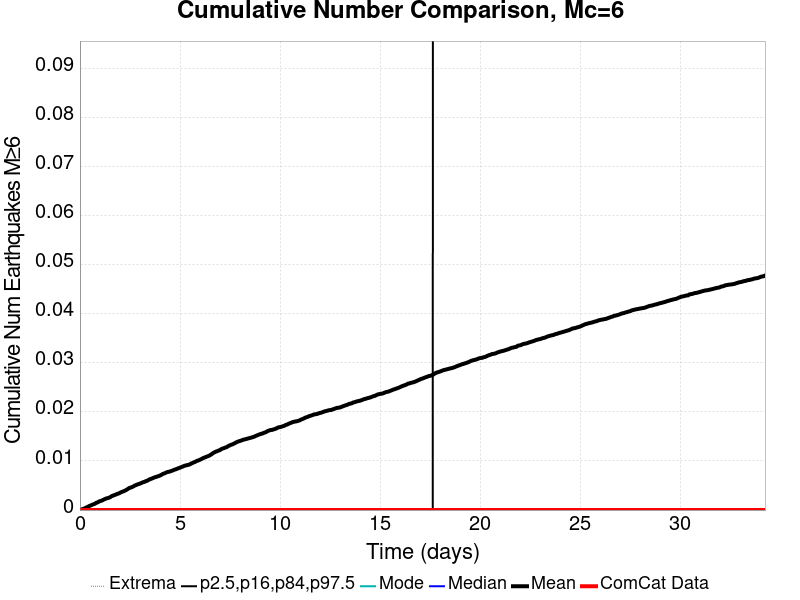 Cumulative Number Comparison, Mc=6
Cumulative Num Earthquakes M≥6
0.09
0.08
0.07
0.06
0.05
0.04
0.03
0.02
0.01
0
0 5 10 15 20 25 30
Time (days)
Extrema p2.5,p16,p84,p97.5 Mode Median Mean ComCat Data